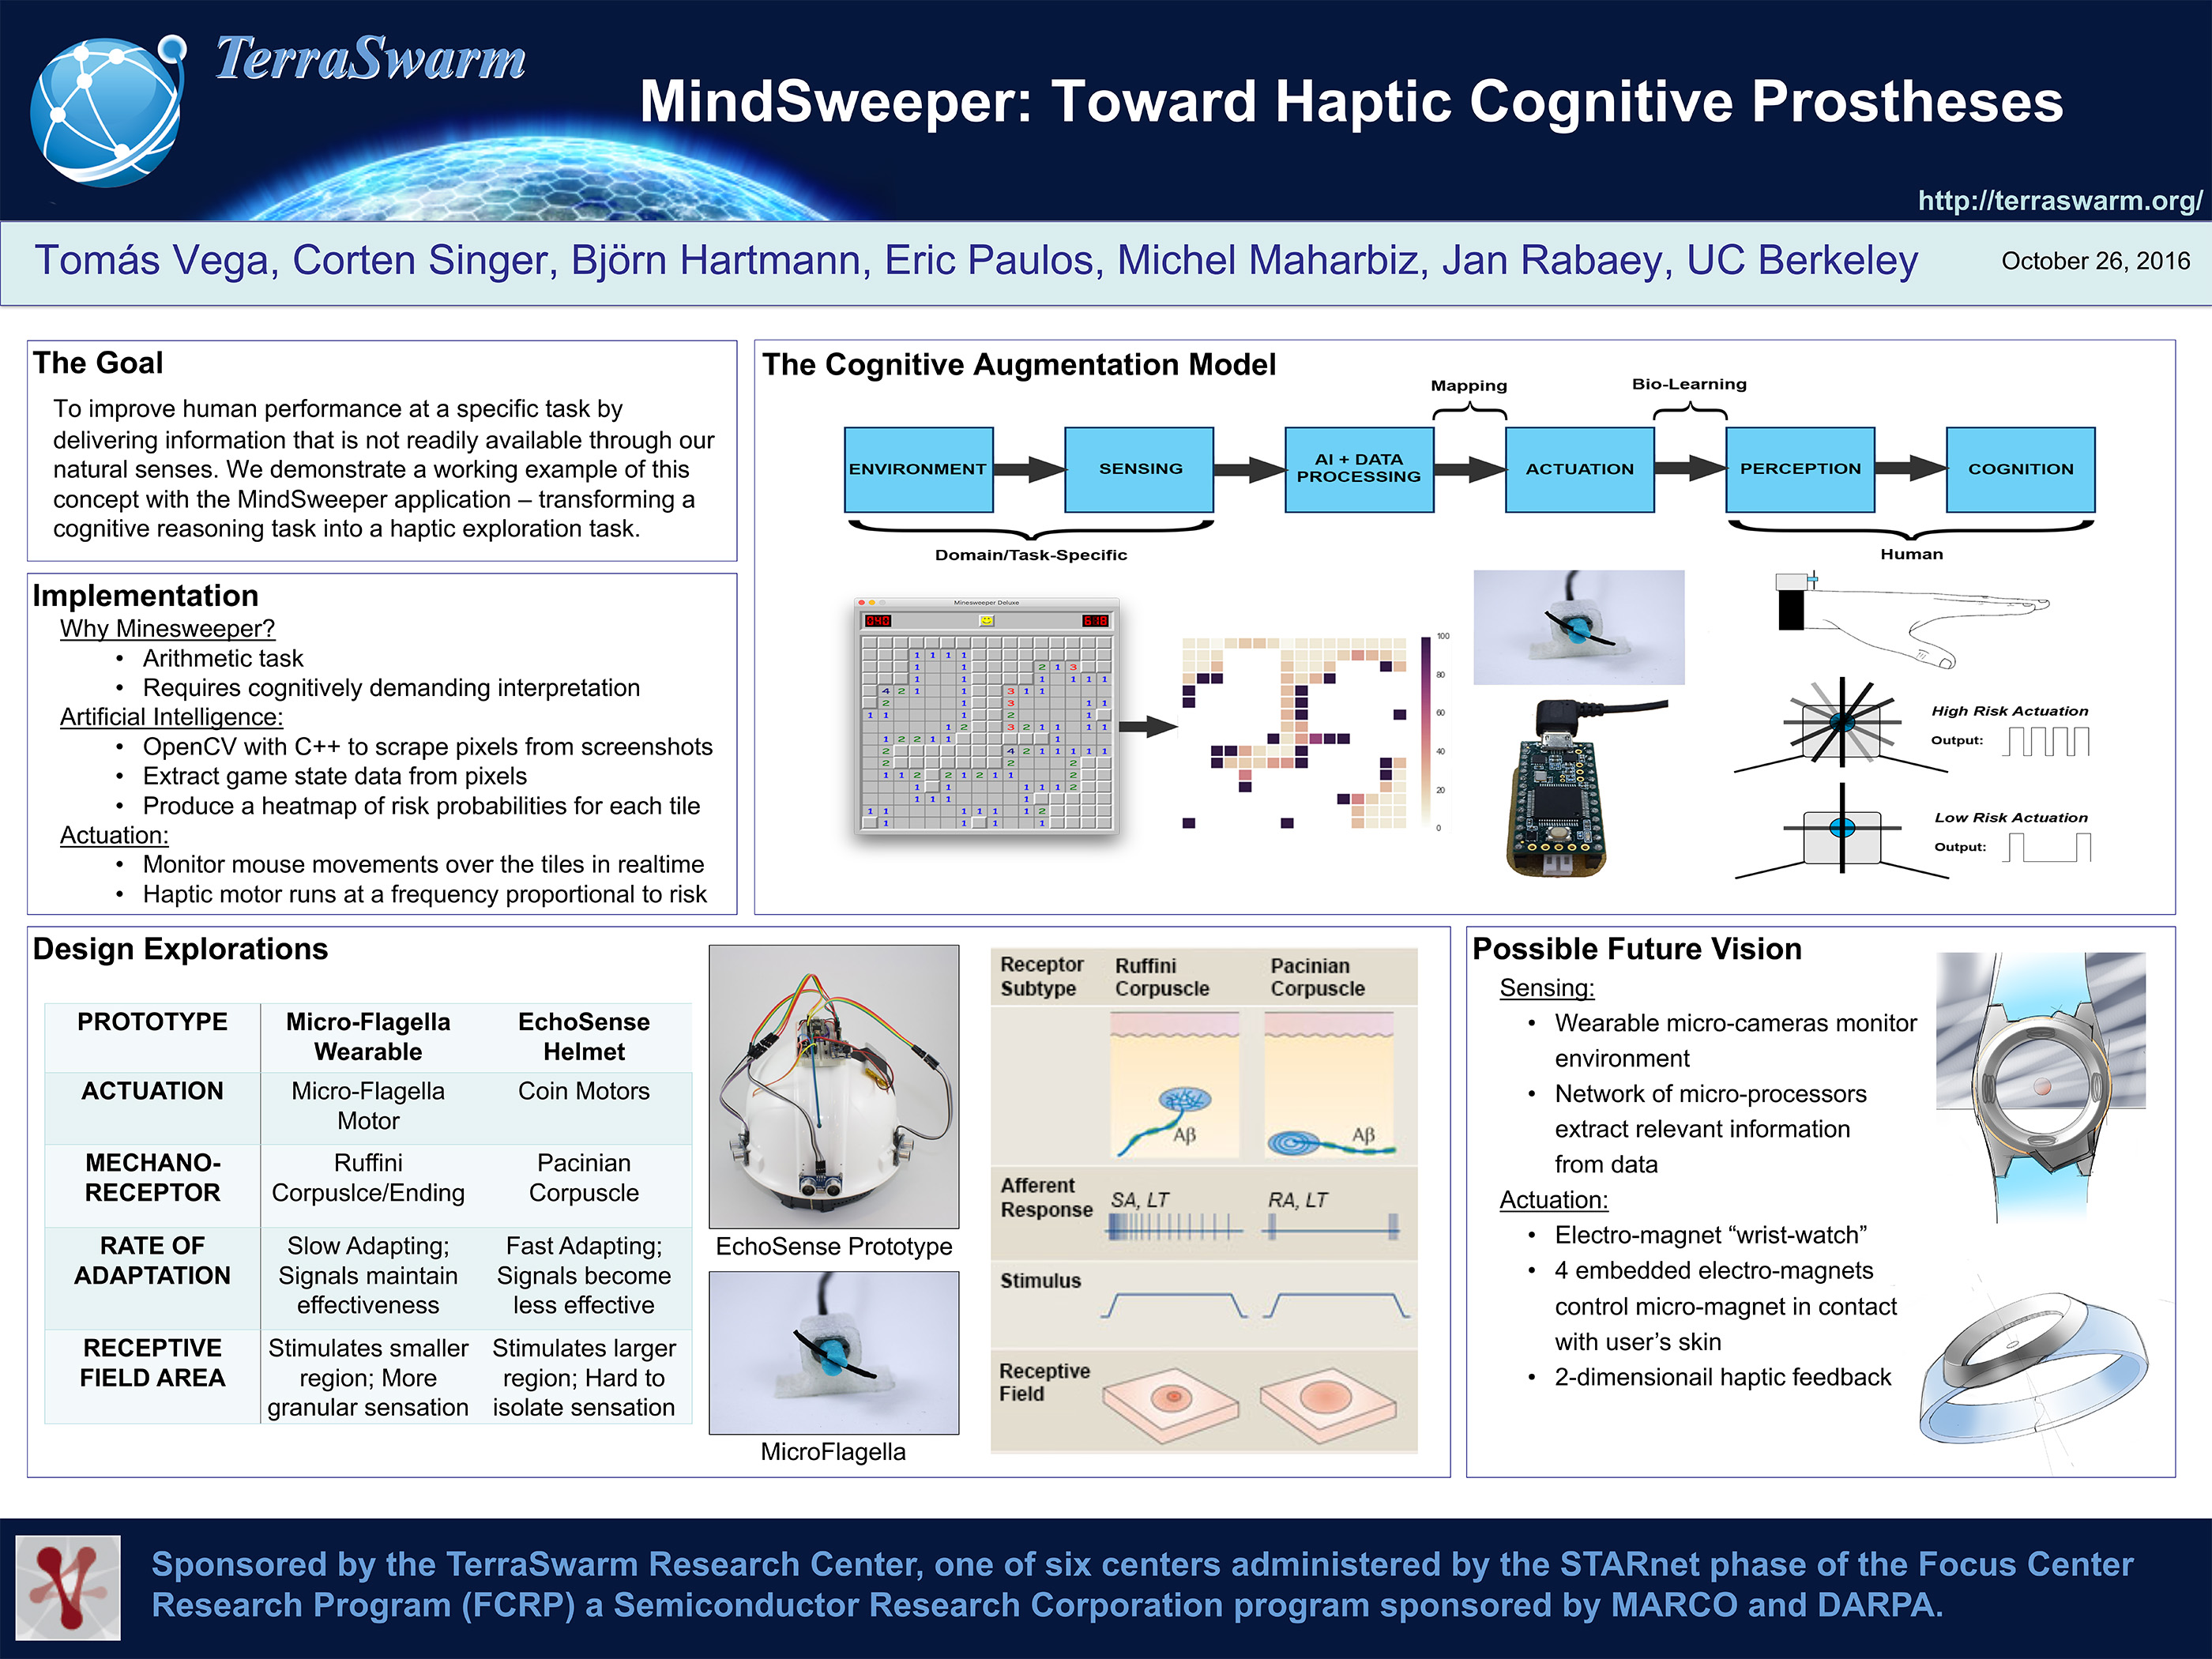 TerraSwarm
MindSweeper: Toward Haptic Cognitive Prostheses
http://terraswarm.org/
Tomás Vega, Corten Singer, Björn Hartmann, Eric Paulos, Michel Maharbiz, Jan Rabaey, UC Berkeley
October 26, 2016
The Goal
To improve human performance at a specific task by
delivering information that is not readily available through our
natural senses. We demonstrate a working example of this
concept with the MindSweeper application – transforming a
cognitive reasoning task into a haptic exploration task.
Implementation
Why Minesweeper?
• Arithmetic task
• Requires cognitively demanding interpretation
Artificial Intelligence:
• OpenCV with C++ to scrape pixels from screenshots
• Extract game state data from pixels
• Produce a heatmap of risk probabilities for each tile
Actuation:
• Monitor mouse movements over the tiles in realtime
• Haptic motor runs at a frequency proportional to risk
The Cognitive Augmentation Model
Mapping
Bio-Learning
ENVIRONMENT
SENSING
AI + DATA
PROCESSING
ACTUATION
PERCEPTION
COGNITION
Domain/Task-Specific
Human
Minesweeper Deluxe
040
618
100
80
60
40
20
0
High Risk Actuation
Output:
Low Risk Actuation
Output:
Design Explorations
PROTOTYPE
Micro-Flagella
Wearable
EchoSense
Helmet
ACTUATION
Micro-Flagella
Motor
Coin Motors
MECHANO-
RECEPTOR
Ruffini
Corpuslce/Ending
Pacinian
Corpuscle
RATE OF
ADAPTATION
Slow Adapting;
Signals maintain
effectiveness
Fast Adapting;
Signals become
less effective
RECEPTIVE
FIELD AREA
Stimulates smaller
region; More
granular sensation
Stimulates larger
region; Hard to
isolate sensation
EchoSense Prototype
MicroFlagella
Receptor
Subtype
Ruffini
Corpuscle
Pacinian
Corpuscle
Aβ
Aβ
Afferent
Response
SA, LT
RA, LT
Stimulus
Receptive
Field
Possible Future Vision
Sensing:
• Wearable micro-cameras monitor
environment
• Network of micro-processors
extract relevant information
from data
Actuation:
• Electro-magnet “wrist-watch”
• 4 embedded electro-magnets
control micro-magnet in contact
with user’s skin
• 2-dimensionail haptic feedback
Sponsored by the TerraSwarm Research Center, one of six centers administered by the STARnet phase of the Focus Center
Research Program (FCRP) a Semiconductor Research Corporation program sponsored by MARCO and DARPA.